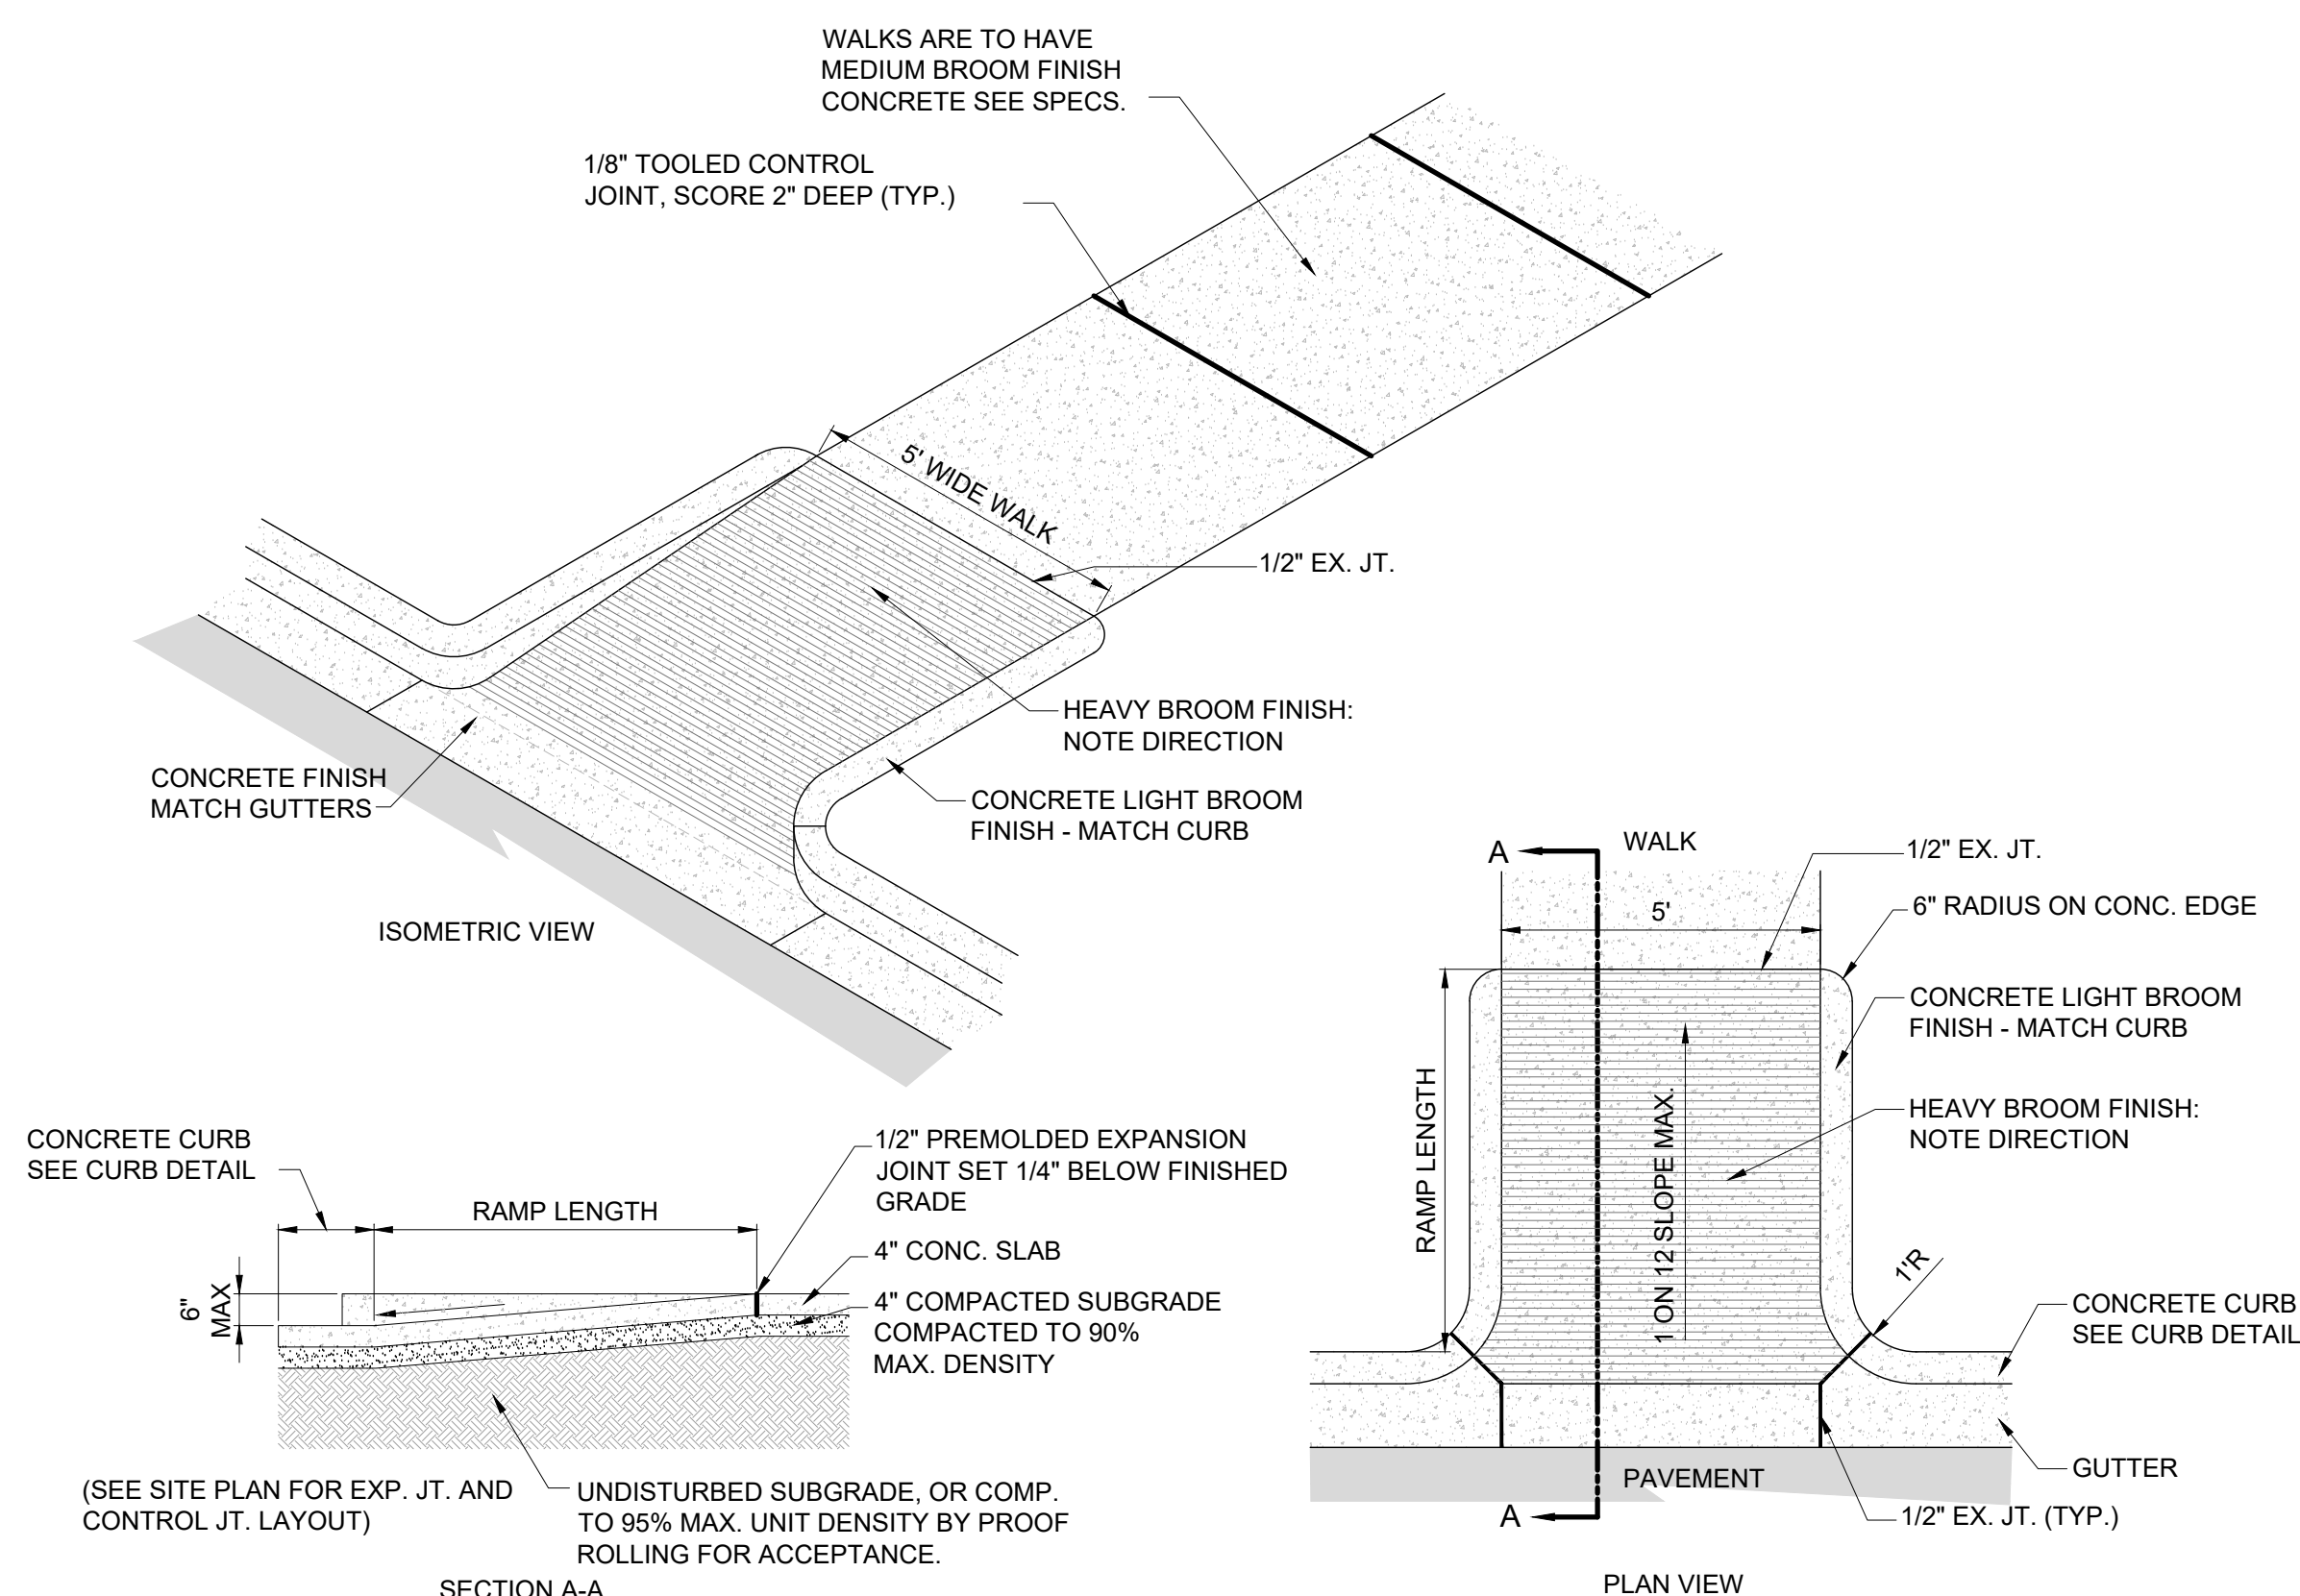 WALKS ARE TO HAVE
MEDIUM BROOM FINISH
CONCRETE SEE SPECS.
1/8" TOOLED CONTROL
JOINT, SCORE 2" DEEP (TYP.)
5' WIDE WALK
1/2" EX. JT.
HEAVY BROOM FINISH:
NOTE DIRECTION
CONCRETE FINISH
MATCH GUTTERS
CONCRETE LIGHT BROOM
FINISH - MATCH CURB
ISOMETRIC VIEW
CONCRETE CURB
SEE CURB DETAIL
RAMP LENGTH
1/2" PREMOLDED EXPANSION
JOINT SET 1/4" BELOW FINISHED
GRADE
4" CONC. SLAB
6"
MAX
4" COMPACTED SUBGRADE
COMPACTED TO 90%
MAX. DENSITY
(SEE SITE PLAN FOR EXP. JT. AND
CONTROL JT. LAYOUT)
UNDISTURBED SUBGRADE, OR COMP.
TO 95% MAX. UNIT DENSITY BY PROOF
ROLLING FOR ACCEPTANCE.
SECTION A-A
A
WALK
1/2" EX. JT.
5'
6" RADIUS ON CONC. EDGE
CONCRETE LIGHT BROOM
FINISH - MATCH CURB
RAMP LENGTH
1 ON 12 SLOPE MAX.
HEAVY BROOM FINISH:
NOTE DIRECTION
1'R
CONCRETE CURB
SEE CURB DETAIL
GUTTER
PAVEMENT
A
1/2" EX. JT. (TYP.)
PLAN VIEW